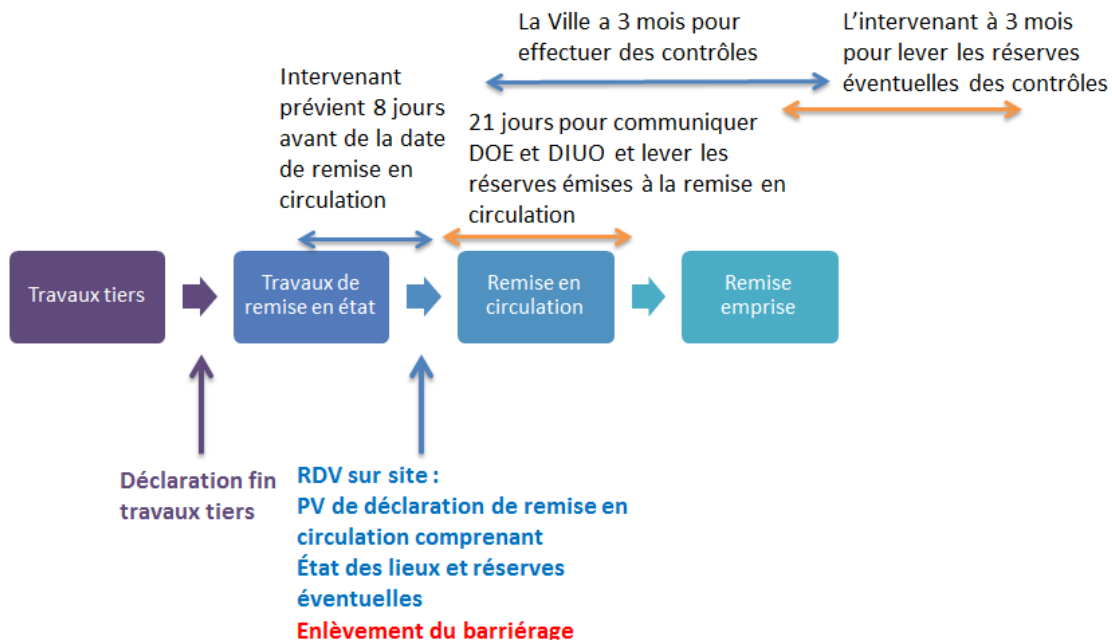 La Ville a 3 mois pour
effectuer des contrôles
L'intervenant à 3 mois
pour lever les réserves
éventuelles des contrôles
Intervenant
prévient 8 jours
avant de la date
de remise en
circulation
21 jours pour communiquer
DOE et DIUO et lever les
réserves émises à la remise en
circulation
Travaux tiers
Travaux de
remise en état
Remise en
circulation
Remise
emprise
Déclaration fin
travaux tiers
RDV sur site :
PV de déclaration de remise en
circulation comprenant
État des lieux et réserves
éventuelles
Enlèvement du barriérage